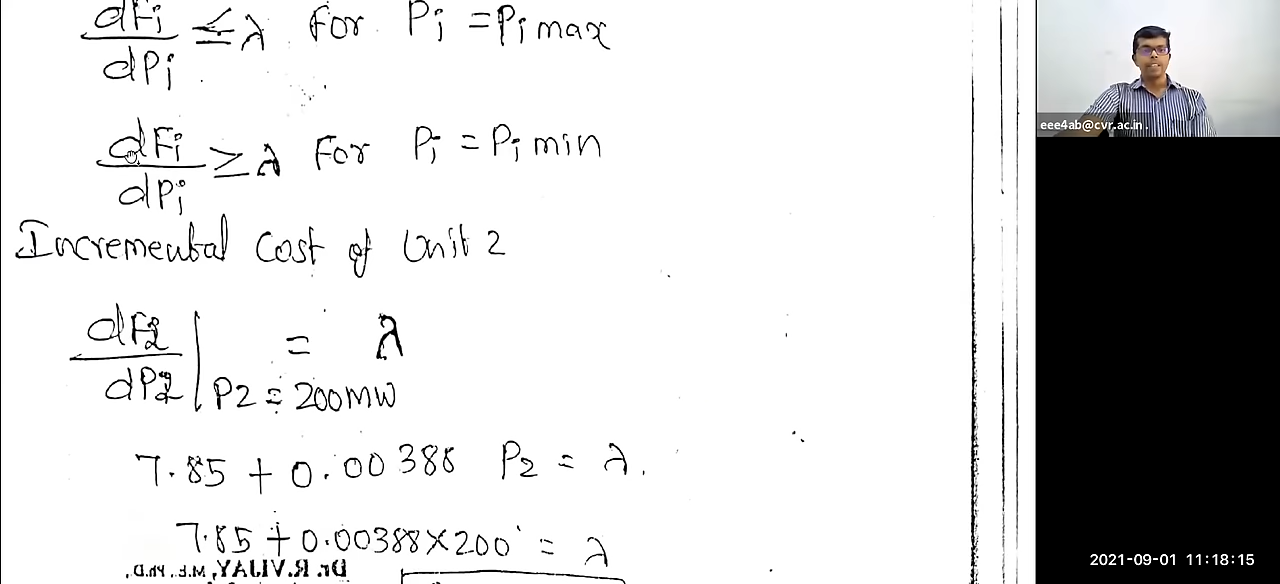 dFi/dPi ≤ λ for Pi = Pi max
dFi/dPi ≥ λ for Pi = Pi min
Incremental cost of Unit 2
dF2/dP2 | P2 = 200MW = λ
7.85 + 0.00388 P2 = λ.
7.85 + 0.00388 × 200 = λ
Dr. R.VIJAY, M.E., Ph.D.,
eee4ab@cvr.ac.in
2021-09-01 11:18:15